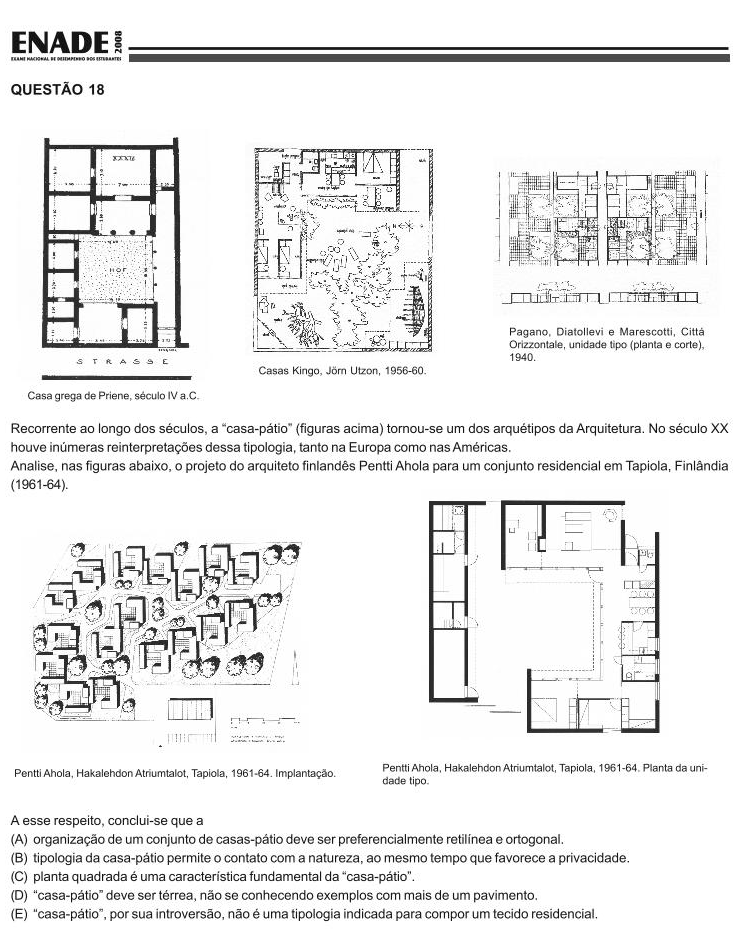 ENADE 2008
EXAME NACIONAL DE DESEMPENHO DOS ESTUDANTES
QUESTÃO 18
HOF
STRASSE
Casa grega de Priene, século IV a.C.
Casas Kingo, Jörn Utzon, 1956-60.
Pagano, Diatollevi e Marescotti, Cittá
Orizzontale, unidade tipo (planta e corte),
1940.
Recorrente ao longo dos séculos, a “casa-pátio” (figuras acima) tornou-se um dos arquétipos da Arquitetura. No século XX
houve inúmeras reinterpretações dessa tipologia, tanto na Europa como nas Américas.
Analise, nas figuras abaixo, o projeto do arquiteto finlandês Pentti Ahola para um conjunto residencial em Tapiola, Finlândia
(1961-64).
Pentti Ahola, Hakalehdon Atriumtalot, Tapiola, 1961-64. Implantação.
Pentti Ahola, Hakalehdon Atriumtalot, Tapiola, 1961-64. Planta da uni-
dade tipo.
A esse respeito, conclui-se que a
(A) organização de um conjunto de casas-pátio deve ser preferencialmente retilínea e ortogonal.
(B) tipologia da casa-pátio permite o contato com a natureza, ao mesmo tempo que favorece a privacidade.
(C) planta quadrada é uma característica fundamental da “casa-pátio”.
(D) “casa-pátio” deve ser térrea, não se conhecendo exemplos com mais de um pavimento.
(E) “casa-pátio”, por sua introversão, não é uma tipologia indicada para compor um tecido residencial.